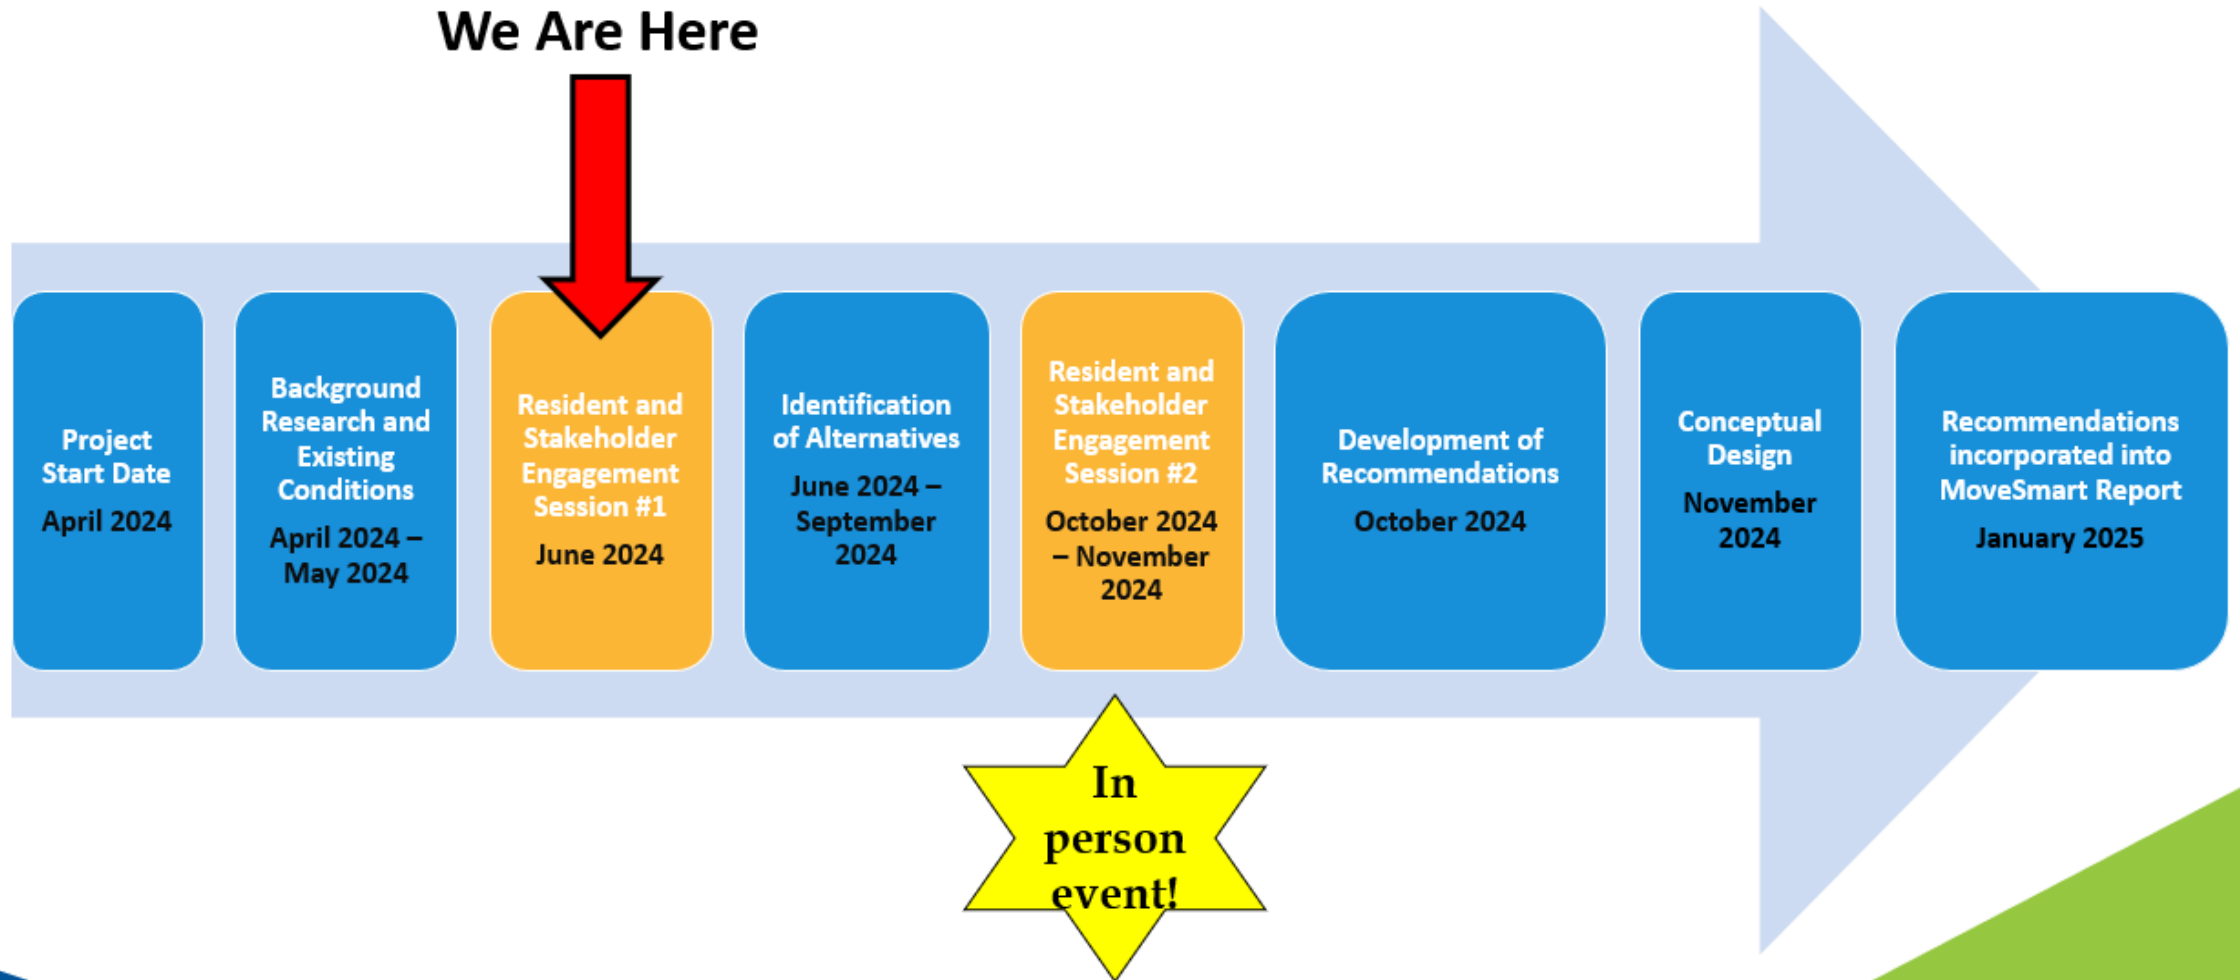 We Are Here
Project
Start Date
April 2024
Background
Research and
Existing
Conditions
April 2024 –
May 2024
Resident and
Stakeholder
Engagement
Session #1
June 2024
Identification
of Alternatives
June 2024 –
September
2024
Resident and
Stakeholder
Engagement
Session #2
October 2024
– November
2024
Development of
Recommendations
October 2024
Conceptual
Design
November
2024
Recommendations
incorporated into
MoveSmart Report
January 2025
In
person
event!